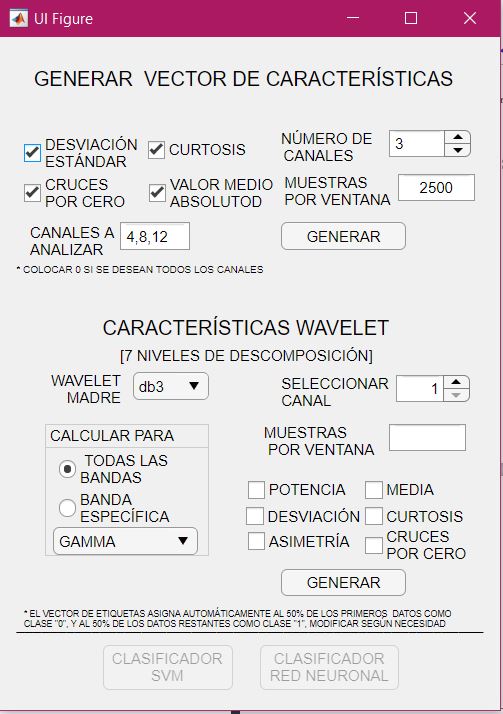 UI Figure
GENERAR VECTOR DE CARACTERÍSTICAS
DESVIACIÓN
ESTÁNDAR
CURTOSIS
NÚMERO DE
CANALES
3
CRUCES
POR CERO
VALOR MEDIO
ABSOLUTOD
MUESTRAS
POR VENTANA
2500
CANALES A
ANALIZAR
4,8,12
GENERAR
* COLOCAR 0 SI SE DESEAN TODOS LOS CANALES
CARACTERÍSTICAS WAVELET
[7 NIVELES DE DESCOMPOSICIÓN]
WAVELET
MADRE
db3
SELECCIONAR
CANAL
1
CALCULAR PARA
TODAS LAS
BANDAS
BANDA
ESPECÍFICA
GAMMA
MUESTRAS
POR VENTANA
POTENCIA
MEDIA
DESVIACIÓN
CURTOSIS
ASIMETRÍA
CRUCES
POR CERO
GENERAR
* EL VECTOR DE ETIQUETAS ASIGNA AUTOMÁTICAMENTE AL 50% DE LOS PRIMEROS DATOS COMO
CLASE "0", Y AL 50% DE LOS DATOS RESTANTES COMO CLASE "1", MODIFICAR SEGÚN NECESIDAD
CLASIFICADOR
SVM
CLASIFICADOR
RED NEURONAL